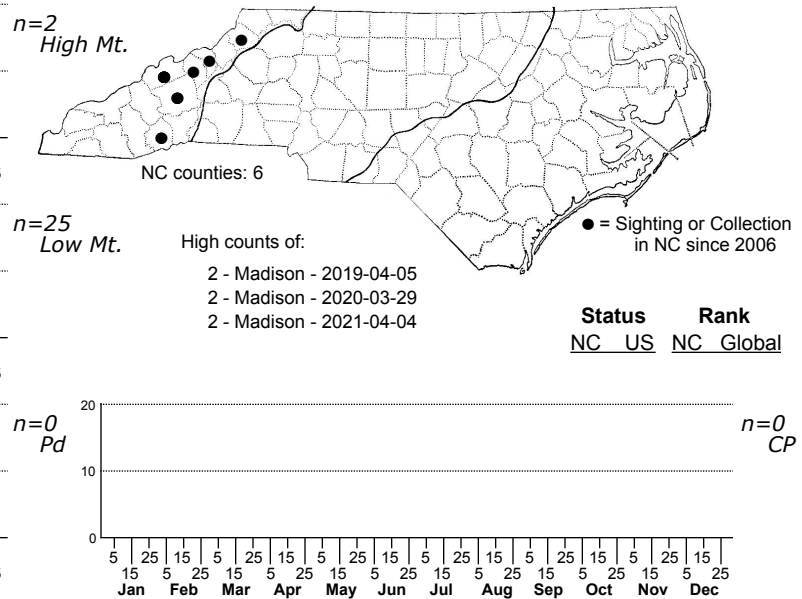 n=2
High Mt.
NC counties: 6
n=25
Low Mt.
High counts of:
2 - Madison - 2019-04-05
2 - Madison - 2020-03-29
2 - Madison - 2021-04-04
● = Sighting or Collection
in NC since 2006
Status Rank
NC US NC Global
n=0
Pd
20
10
0
n=0
CP
5 25 15 5 25 15 5 25 15 5 25 15 5 25 15 5 25 15
15 5 25 15 5 25 15 5 25 15 5 25 15 5 25 15 5 25
Jan Feb Mar Apr May Jun Jul Aug Sep Oct Nov Dec